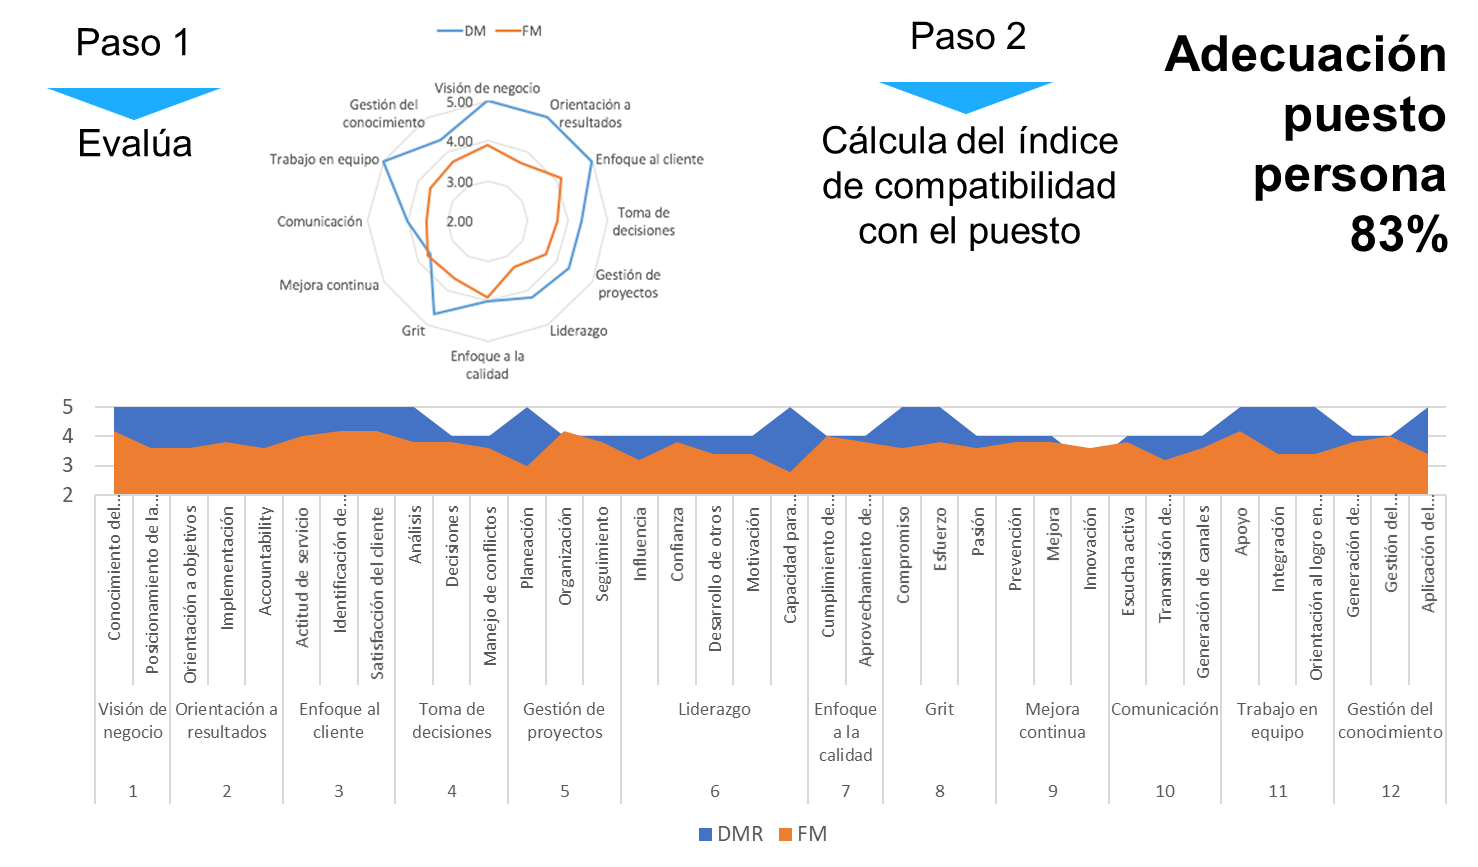 Paso 1
Evalúa
DM FM
Visión de negocio
Orientación a
resultados
Enfoque al cliente
Toma de
decisiones
Gestión de
proyectos
Liderazgo
Enfoque a la
calidad
Grit
Mejora continua
Comunicación
Trabajo en equipo
Gestión del
conocimiento
5.00
4.00
3.00
2.00
Paso 2
Cálcula del índice
de compatibilidad
con el puesto
Adecuación
puesto
persona
83%
5
4
3
2
Conocimiento del...
Posicionamiento de la...
Orientación a objetivos
Implementación
Accountability
Actitud de servicio
Identificación de...
Satisfacción del cliente
Análisis
Decisiones
Manejo de conflictos
Planeación
Organización
Seguimiento
Influencia
Confianza
Desarrollo de otros
Motivación
Capacidad para...
Cumplimiento de...
Aprovechamiento de...
Compromiso
Esfuerzo
Pasión
Prevención
Mejora
Innovación
Escucha activa
Transmisión de...
Generación de canales
Apoyo
Integración
Orientación al logro en...
Generación de...
Gestión del...
Aplicación del...
Visión de
negocio
Orientación a
resultados
Enfoque al
cliente
Toma de
decisiones
Gestión de
proyectos
Liderazgo
Enfoque
a la
calidad
Grit
Mejora
continua
Comunicación
Trabajo en
equipo
Gestión del
conocimiento
1 2 3 4 5 6 7 8 9 10 11 12
DMR FM